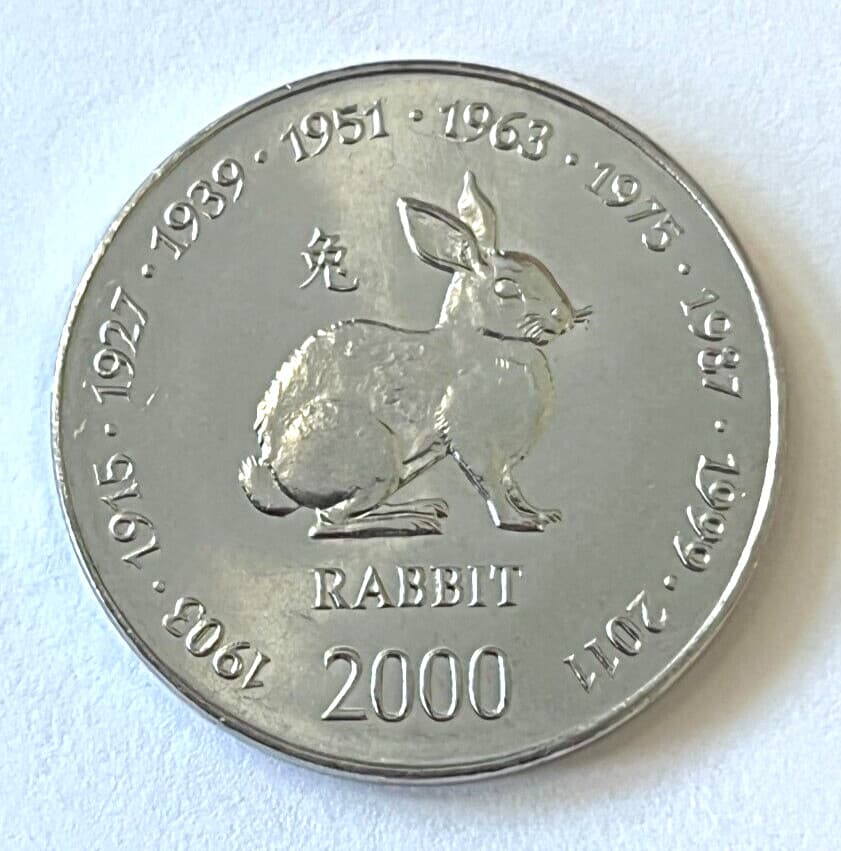 1903 · 1915 · 1927 · 1939 · 1951 · 1963 · 1975 · 1987 · 1999 · 2011
兔
RABBIT
2000